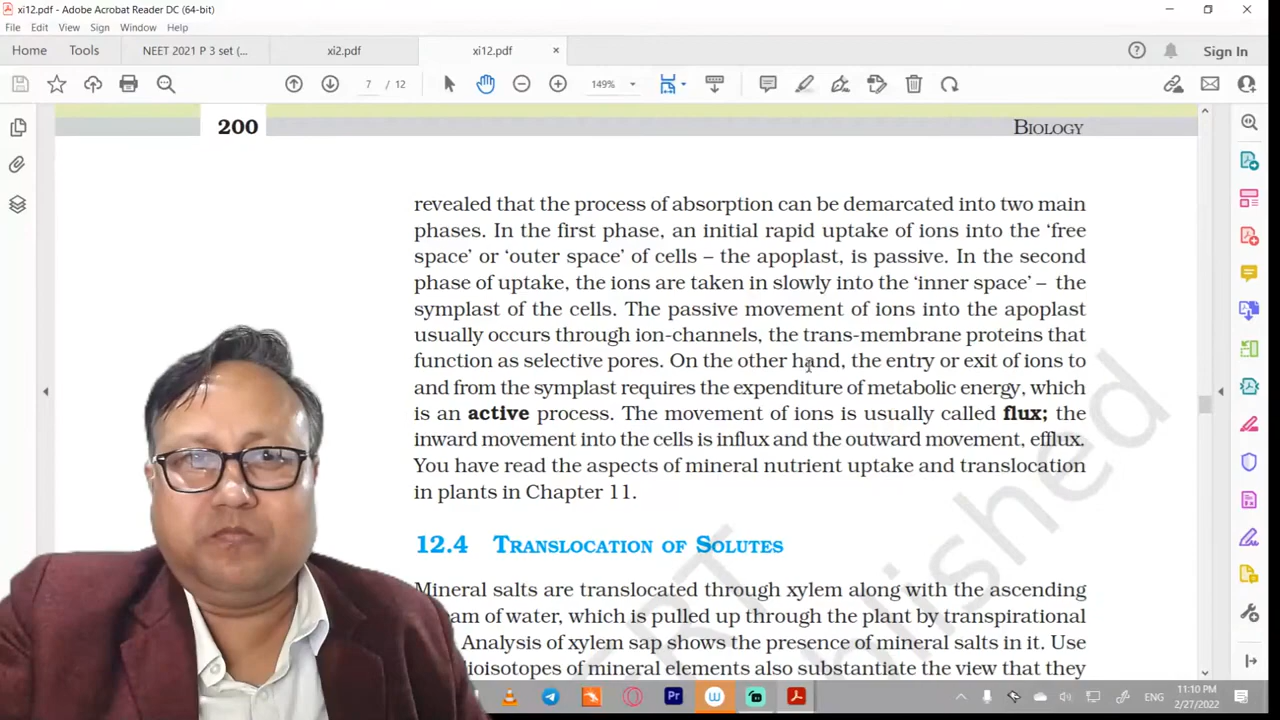 xi12.pdf - Adobe Acrobat Reader DC (64-bit)
File Edit View Sign Window Help
Home Tools NEET 2021 P 3 set (... xi2.pdf xi12.pdf × Sign In
7 / 12 149%
200 BIOLOGY
revealed that the process of absorption can be demarcated into two main
phases. In the first phase, an initial rapid uptake of ions into the ‘free
space’ or ‘outer space’ of cells – the apoplast, is passive. In the second
phase of uptake, the ions are taken in slowly into the ‘inner space’ – the
symplast of the cells. The passive movement of ions into the apoplast
usually occurs through ion-channels, the trans-membrane proteins that
function as selective pores. On the other hand, the entry or exit of ions to
and from the symplast requires the expenditure of metabolic energy, which
is an active process. The movement of ions is usually called flux; the
inward movement into the cells is influx and the outward movement, efflux.
You have read the aspects of mineral nutrient uptake and translocation
in plants in Chapter 11.
12.4 TRANSLOCATION OF SOLUTES
Mineral salts are translocated through xylem along with the ascending
am of water, which is pulled up through the plant by transpirational
Analysis of xylem sap shows the presence of mineral salts in it. Use
dioisotopes of mineral elements also substantiate the view that they
blished
Pr W ENG 11:10 PM
2/27/2022